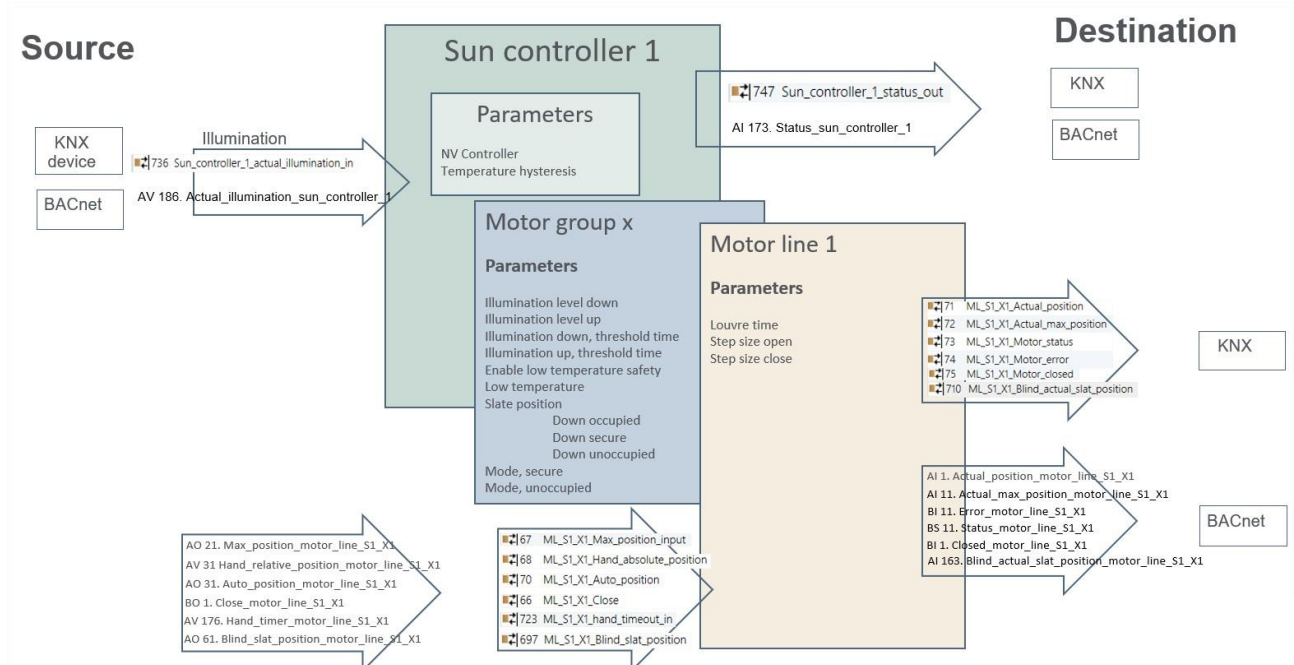 Source
Destination
Sun controller 1
Parameters
NV Controller
Temperature hysteresis
KNX
device
BACnet
Illumination
736 Sun_controller_1_actual_illumination_in
AV 186. Actual_illumination_sun_controller_1
747 Sun_controller_1_status_out
AI 173. Status_sun_controller_1
KNX
BACnet
Motor group x
Parameters
Illumination level down
Illumination level up
Illumination down, threshold time
Illumination up, threshold time
Enable low temperature safety
Low temperature
Slate position
Down occupied
Down secure
Down unoccupied
Mode, secure
Mode, unoccupied
Motor line 1
Parameters
Louvre time
Step size open
Step size close
71 ML_S1_X1_Actual_position
72 ML_S1_X1_Actual_max_position
73 ML_S1_X1_Motor_status
74 ML_S1_X1_Motor_error
75 ML_S1_X1_Motor_closed
710 ML_S1_X1_Blind_actual_slat_position
KNX
AI 1. Actual_position_motor_line_S1_X1
AI 11. Actual_max_position_motor_line_S1_X1
BI 11. Error_motor_line_S1_X1
BS 11. Status_motor_line_S1_X1
BI 1. Closed_motor_line_S1_X1
AI 163. Blind_actual_slat_position_motor_line_S1_X1
BACnet
AO 21. Max_position_motor_line_S1_X1
AV 31 Hand_relative_position_motor_line_S1_X1
AO 31. Auto_position_motor_line_S1_X1
BO 1. Close_motor_line_S1_X1
AV 176. Hand_timer_motor_line_S1_X1
AO 61. Blind_slat_position_motor_line_S1_X1
67 ML_S1_X1_Max_position_input
68 ML_S1_X1_Hand_absolute_position
70 ML_S1_X1_Auto_position
66 ML_S1_X1_Close
723 ML_S1_X1_hand_timeout_in
697 ML_S1_X1_Blind_slat_position